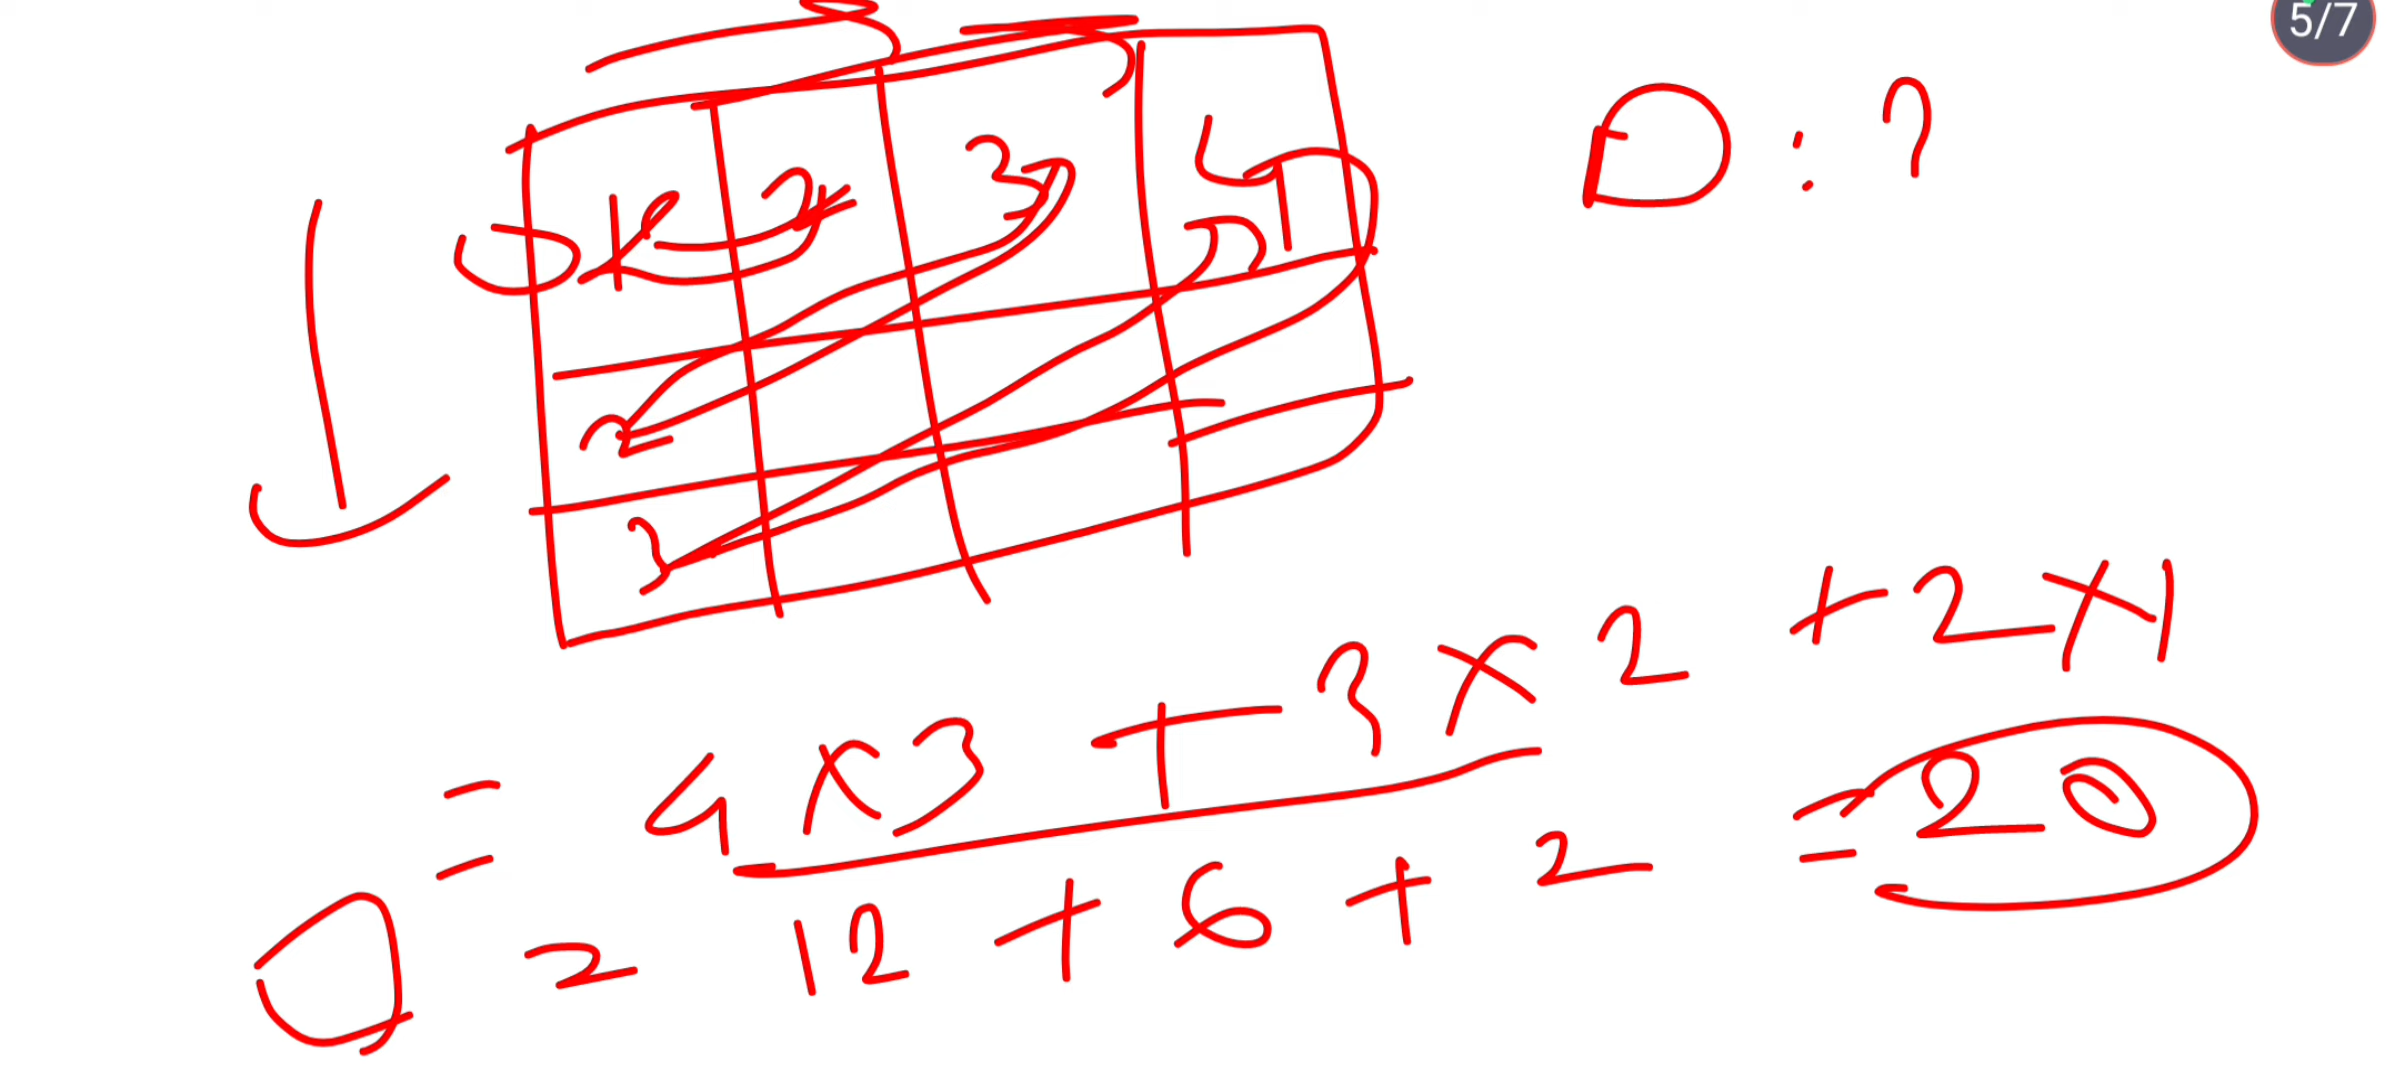 5/7
D : ?
1 2 3 4
2
3
= 4 x 3 + 3 x 2 + 2 x 1
= 12 + 6 + 2 = 20
2